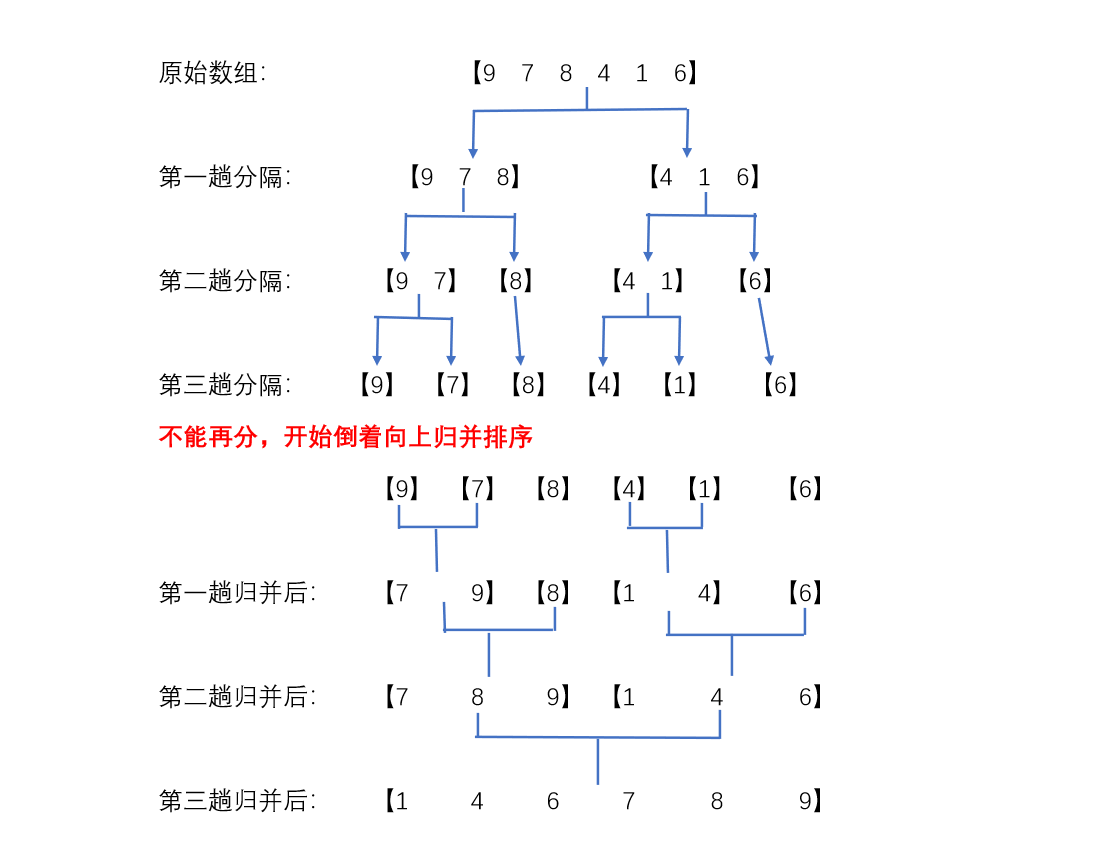 原始数组: 【9 7 8 4 1 6】
第一趟分隔: 【9 7 8】 【4 1 6】
第二趟分隔: 【9 7】 【8】 【4 1】 【6】
第三趟分隔: 【9】 【7】 【8】 【4】 【1】 【6】
不能再分，开始倒着向上归并排序
【9】 【7】 【8】 【4】 【1】 【6】
第一趟归并后: 【7 9】 【8】 【1 4】 【6】
第二趟归并后: 【7 8 9】 【1 4 6】
第三趟归并后: 【1 4 6 7 8 9】